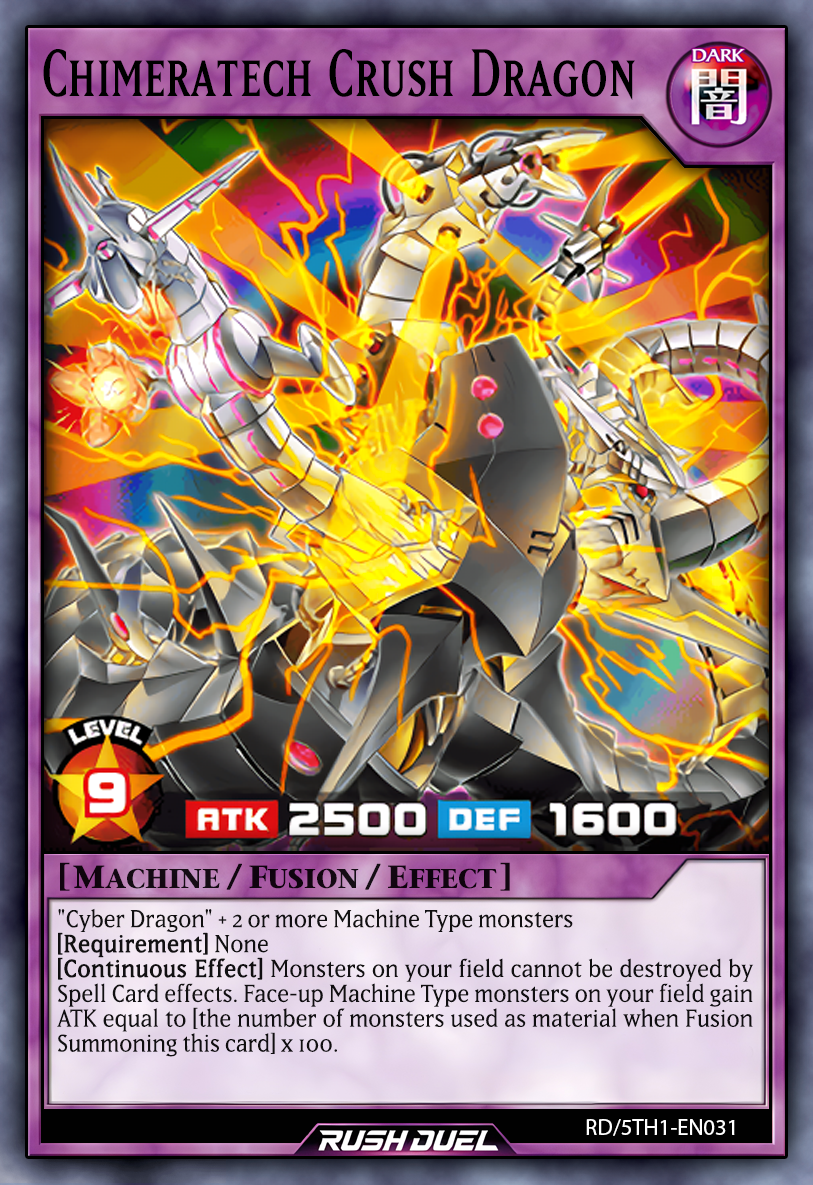 Chimeratech Crush Dragon
DARK
闇
LEVEL
9
ATK 2500 DEF 1600
[Machine / Fusion / Effect]
"Cyber Dragon" + 2 or more Machine Type monsters
[Requirement] None
[Continuous Effect] Monsters on your field cannot be destroyed by
Spell Card effects. Face-up Machine Type monsters on your field gain
ATK equal to [the number of monsters used as material when Fusion
Summoning this card] x 100.
RD/5TH1-EN031
RUSH DUEL